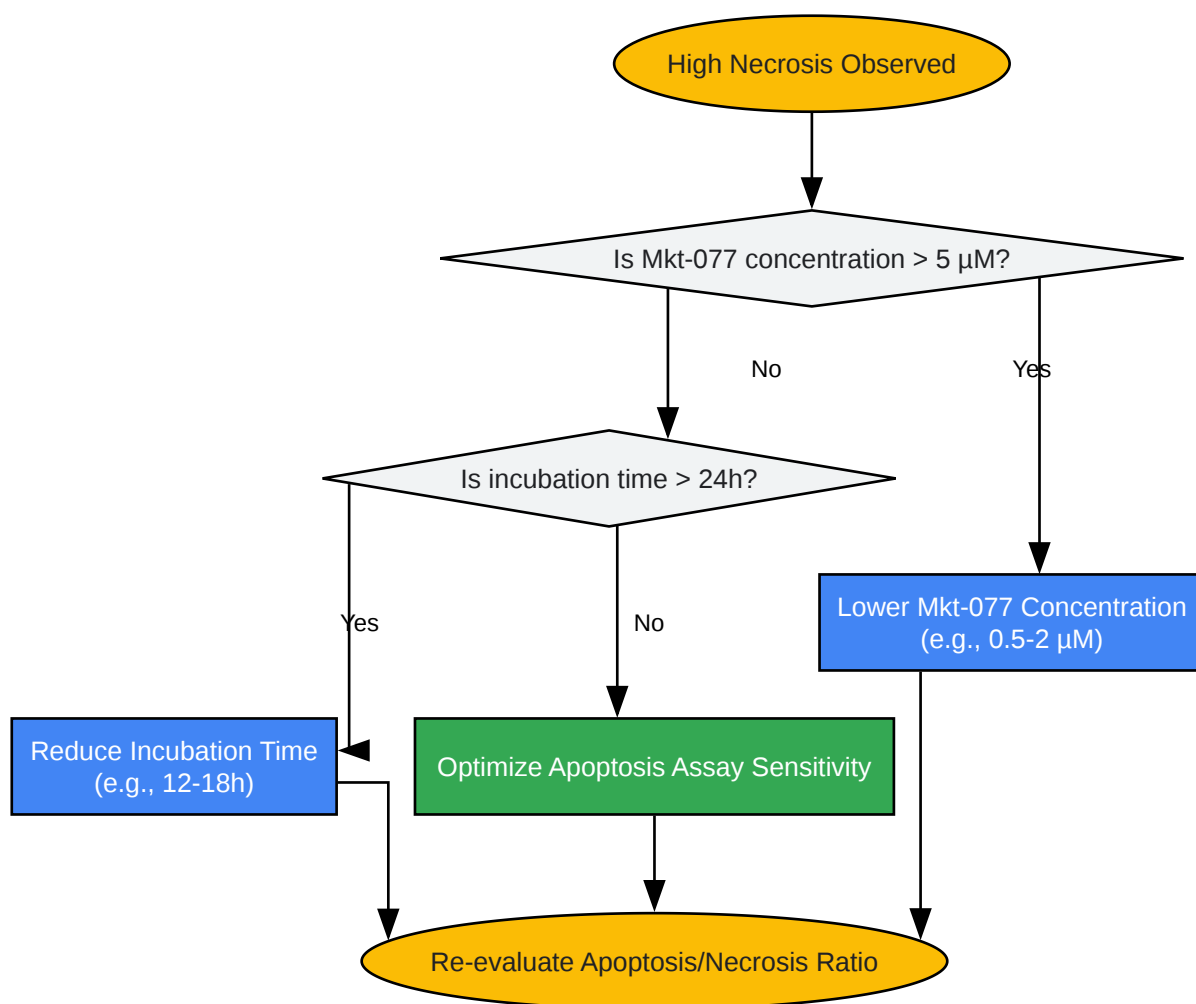 High Necrosis Observed
Is Mkt-077 concentration > 5 µM?
No
Yes
Is incubation time > 24h?
Lower Mkt-077 Concentration
(e.g., 0.5-2 µM)
Yes
No
Reduce Incubation Time
(e.g., 12-18h)
Optimize Apoptosis Assay Sensitivity
Re-evaluate Apoptosis/Necrosis Ratio